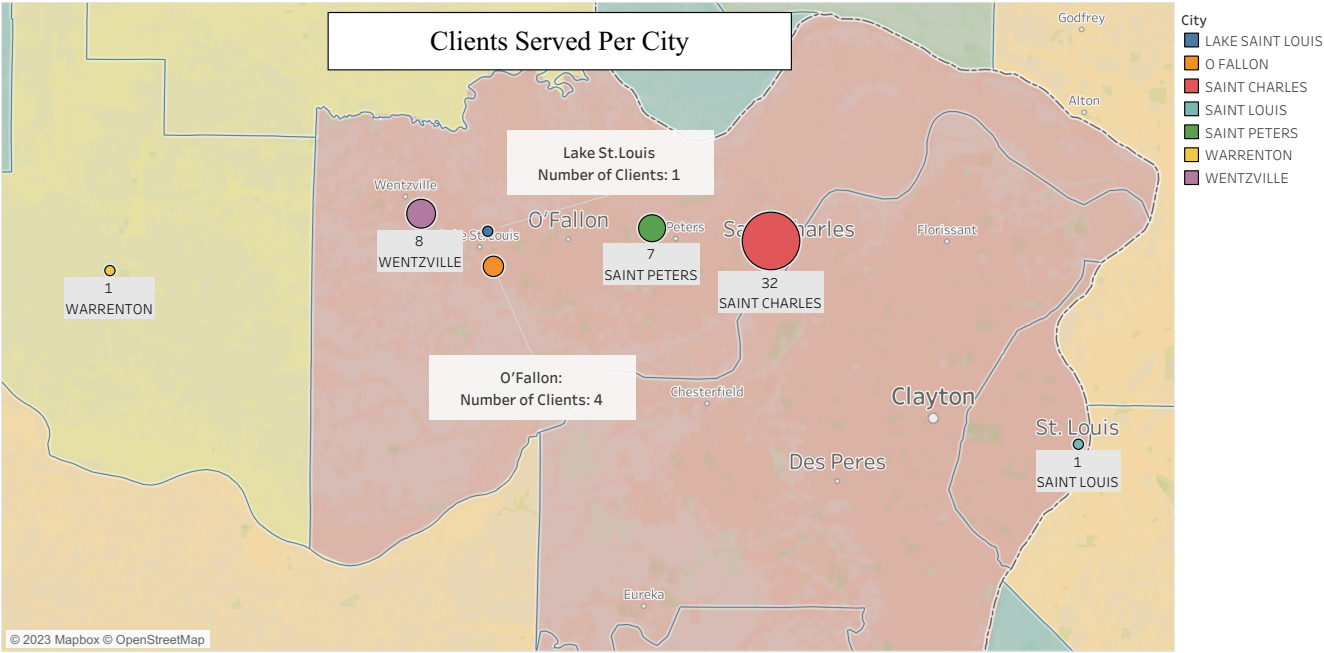 Clients Served Per City
City
LAKE SAINT LOUIS
O FALLON
SAINT CHARLES
SAINT LOUIS
SAINT PETERS
WARRENTON
WENTZVILLE
Godfrey
Alton
Lake St.Louis
Number of Clients: 1
Wentzville
O'Fallon
Peters
Florissant
St. Louis
8
WENTZVILLE
7
SAINT PETERS
32
SAINT CHARLES
1
WARRENTON
O'Fallon:
Number of Clients: 4
Chesterfield
Clayton
St. Louis
1
SAINT LOUIS
Des Peres
Eureka
© 2023 Mapbox © OpenStreetMap